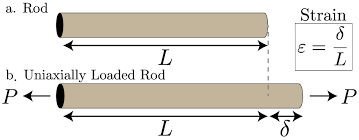 a. Rod
Strain
ε = δ/L
L
b. Uniaxially Loaded Rod
P
P
L
δ